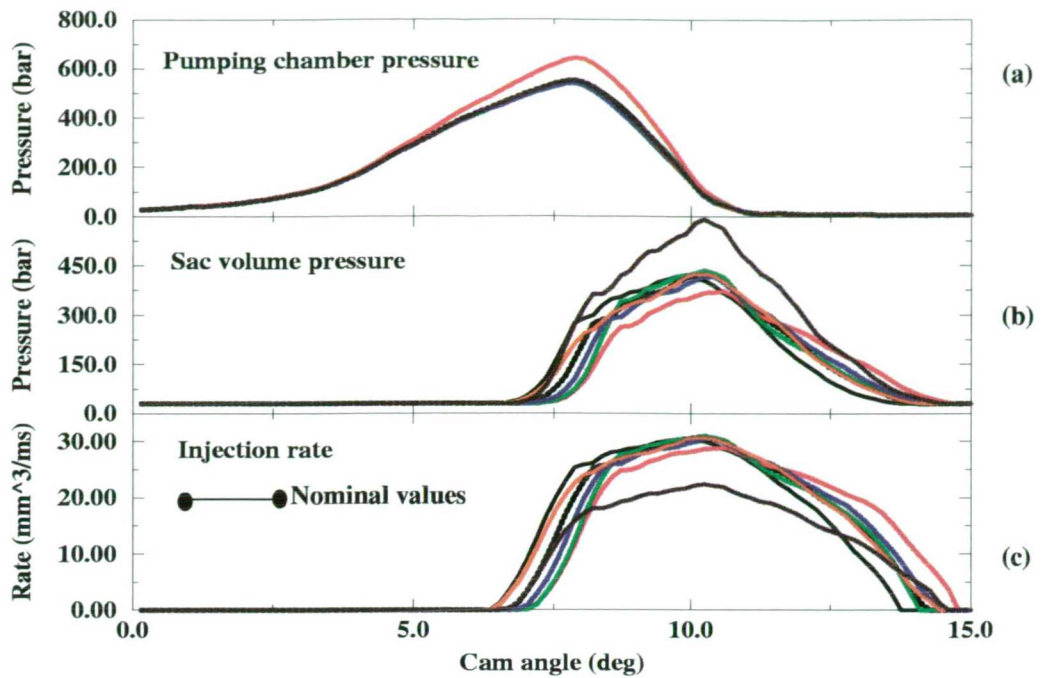 800.0
600.0
400.0
200.0
0.0
Pressure (bar)
Pumping chamber pressure
(a)
450.0
300.0
150.0
0.0
Pressure (bar)
Sac volume pressure
(b)
30.00
20.00
10.00
0.00
Rate (mm^3/ms)
Injection rate
Nominal values
(c)
0.0 5.0 10.0 15.0
Cam angle (deg)